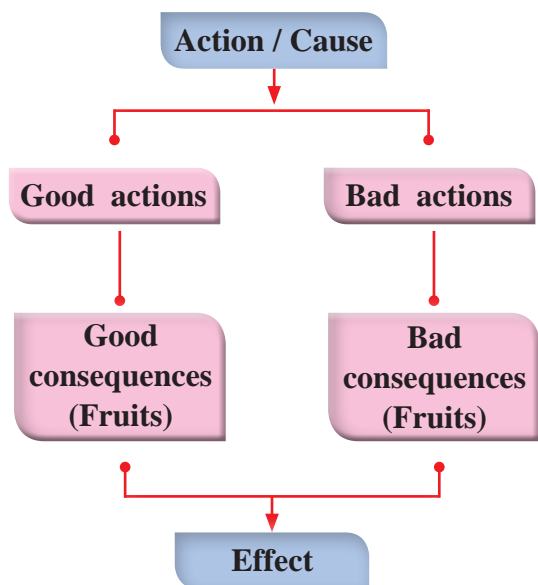 Action / Cause
Good actions
Bad actions
Good
consequences
(Fruits)
Bad
consequences
(Fruits)
Effect